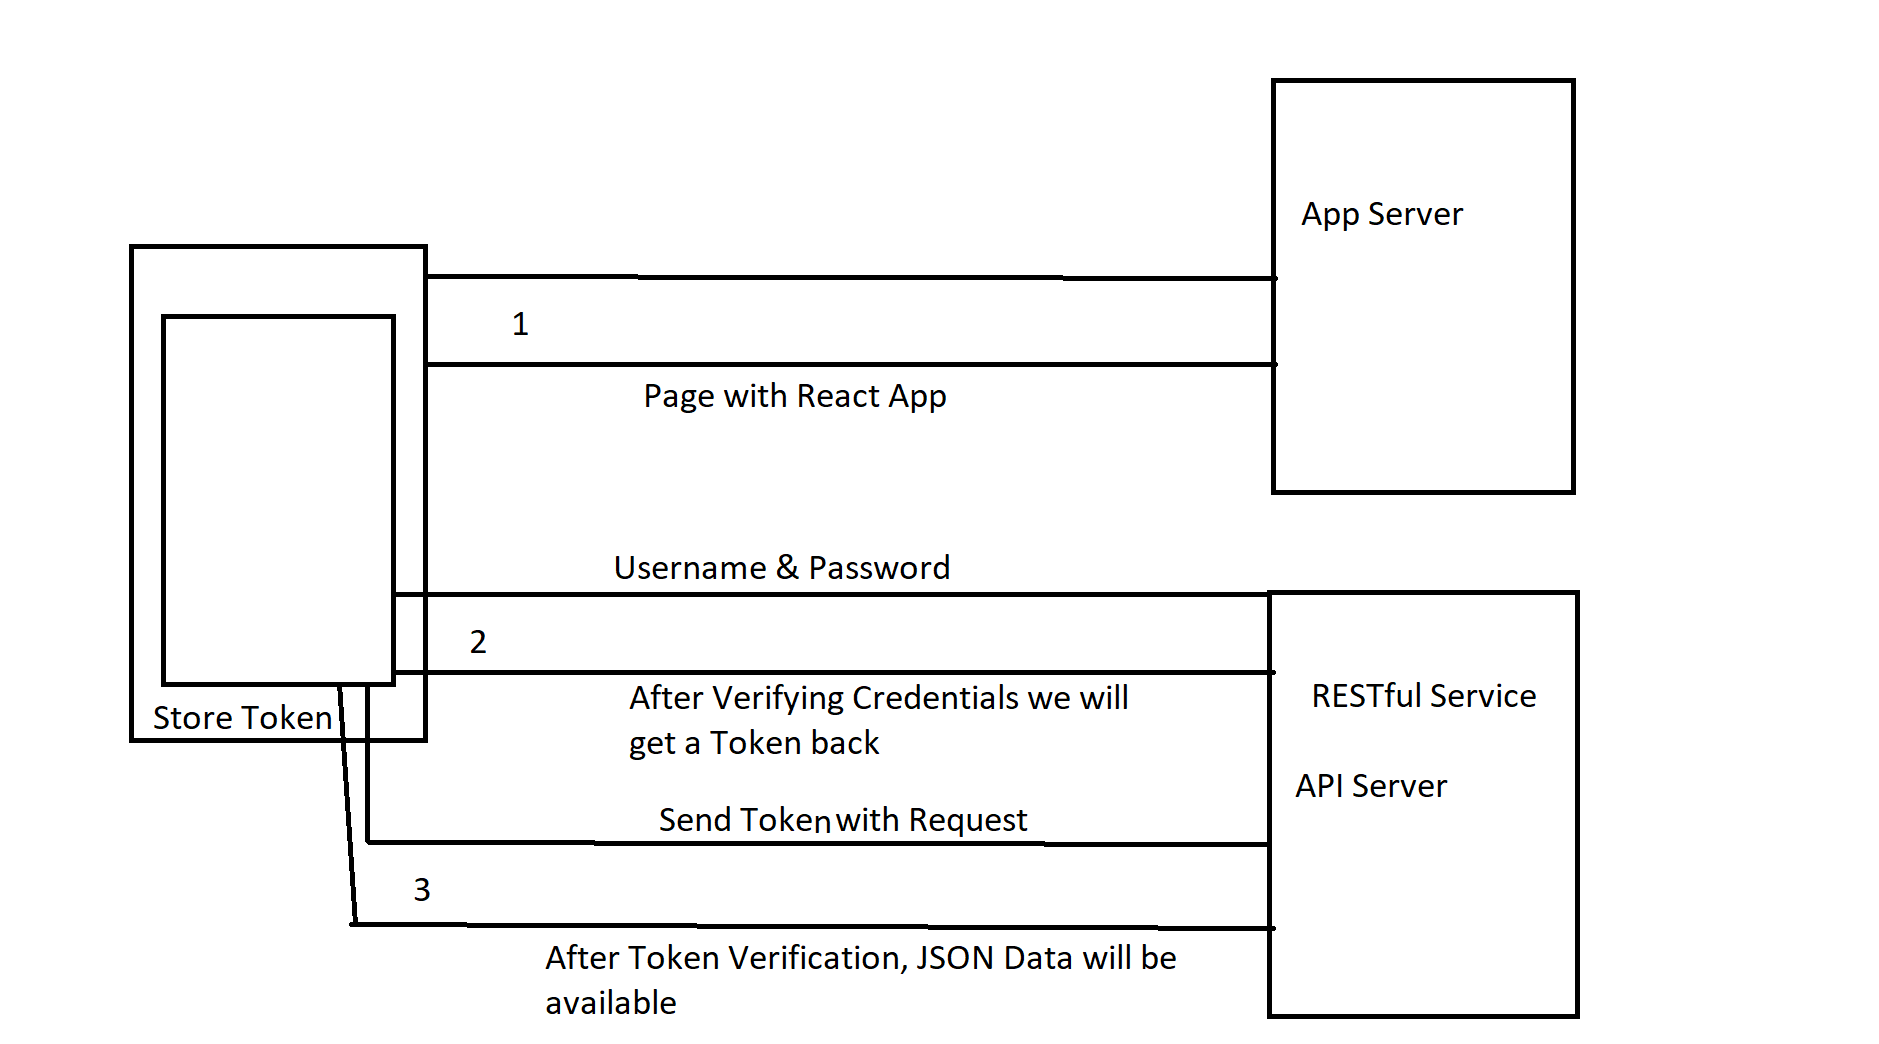 App Server
1
Page with React App
Username & Password
2
After Verifying Credentials we will
get a Token back
RESTful Service
Store Token
API Server
Send Token with Request
3
After Token Verification, JSON Data will be
available